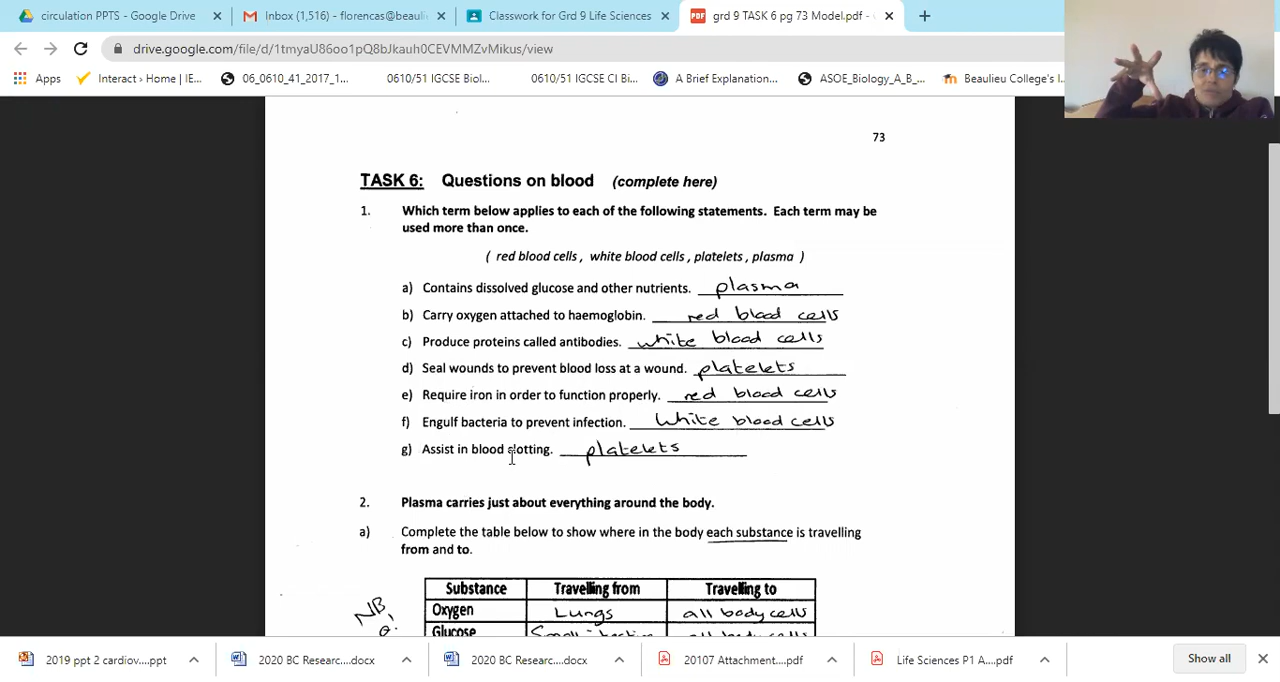 circulation PPTS - Google Drive
Inbox (1,516) - florencas@beauli
Classwork for Grd 9 Life Sciences
grd 9 TASK 6 pg 73 Model.pdf -
drive.google.com/file/d/1tmyaU86oo1pQ8bJkauh0CEVMMZvMikus/view
Apps
Interact › Home | IE...
06_0610_41_2017_1...
0610/51 IGCSE Biol...
0610/51 IGCSE CI Bi...
A Brief Explanation...
ASOE_Biology_A_B_...
Beaulieu College's I...
73
TASK 6: Questions on blood (complete here)
1. Which term below applies to each of the following statements. Each term may be
used more than once.
( red blood cells , white blood cells , platelets , plasma )
a) Contains dissolved glucose and other nutrients. plasma
b) Carry oxygen attached to haemoglobin. red blood cells
c) Produce proteins called antibodies. white blood cells
d) Seal wounds to prevent blood loss at a wound. platelets
e) Require iron in order to function properly. red blood cells
f) Engulf bacteria to prevent infection. White blood cells
g) Assist in blood clotting. platelets
2. Plasma carries just about everything around the body.
a) Complete the table below to show where in the body each substance is travelling
from and to.
Substance Travelling from Travelling to
NB! Oxygen Lungs all body cells
Glucose Small all body cells
2019 ppt 2 cardiov....ppt
2020 BC Researc....docx
2020 BC Researc....docx
20107 Attachment....pdf
Life Sciences P1 A....pdf
Show all